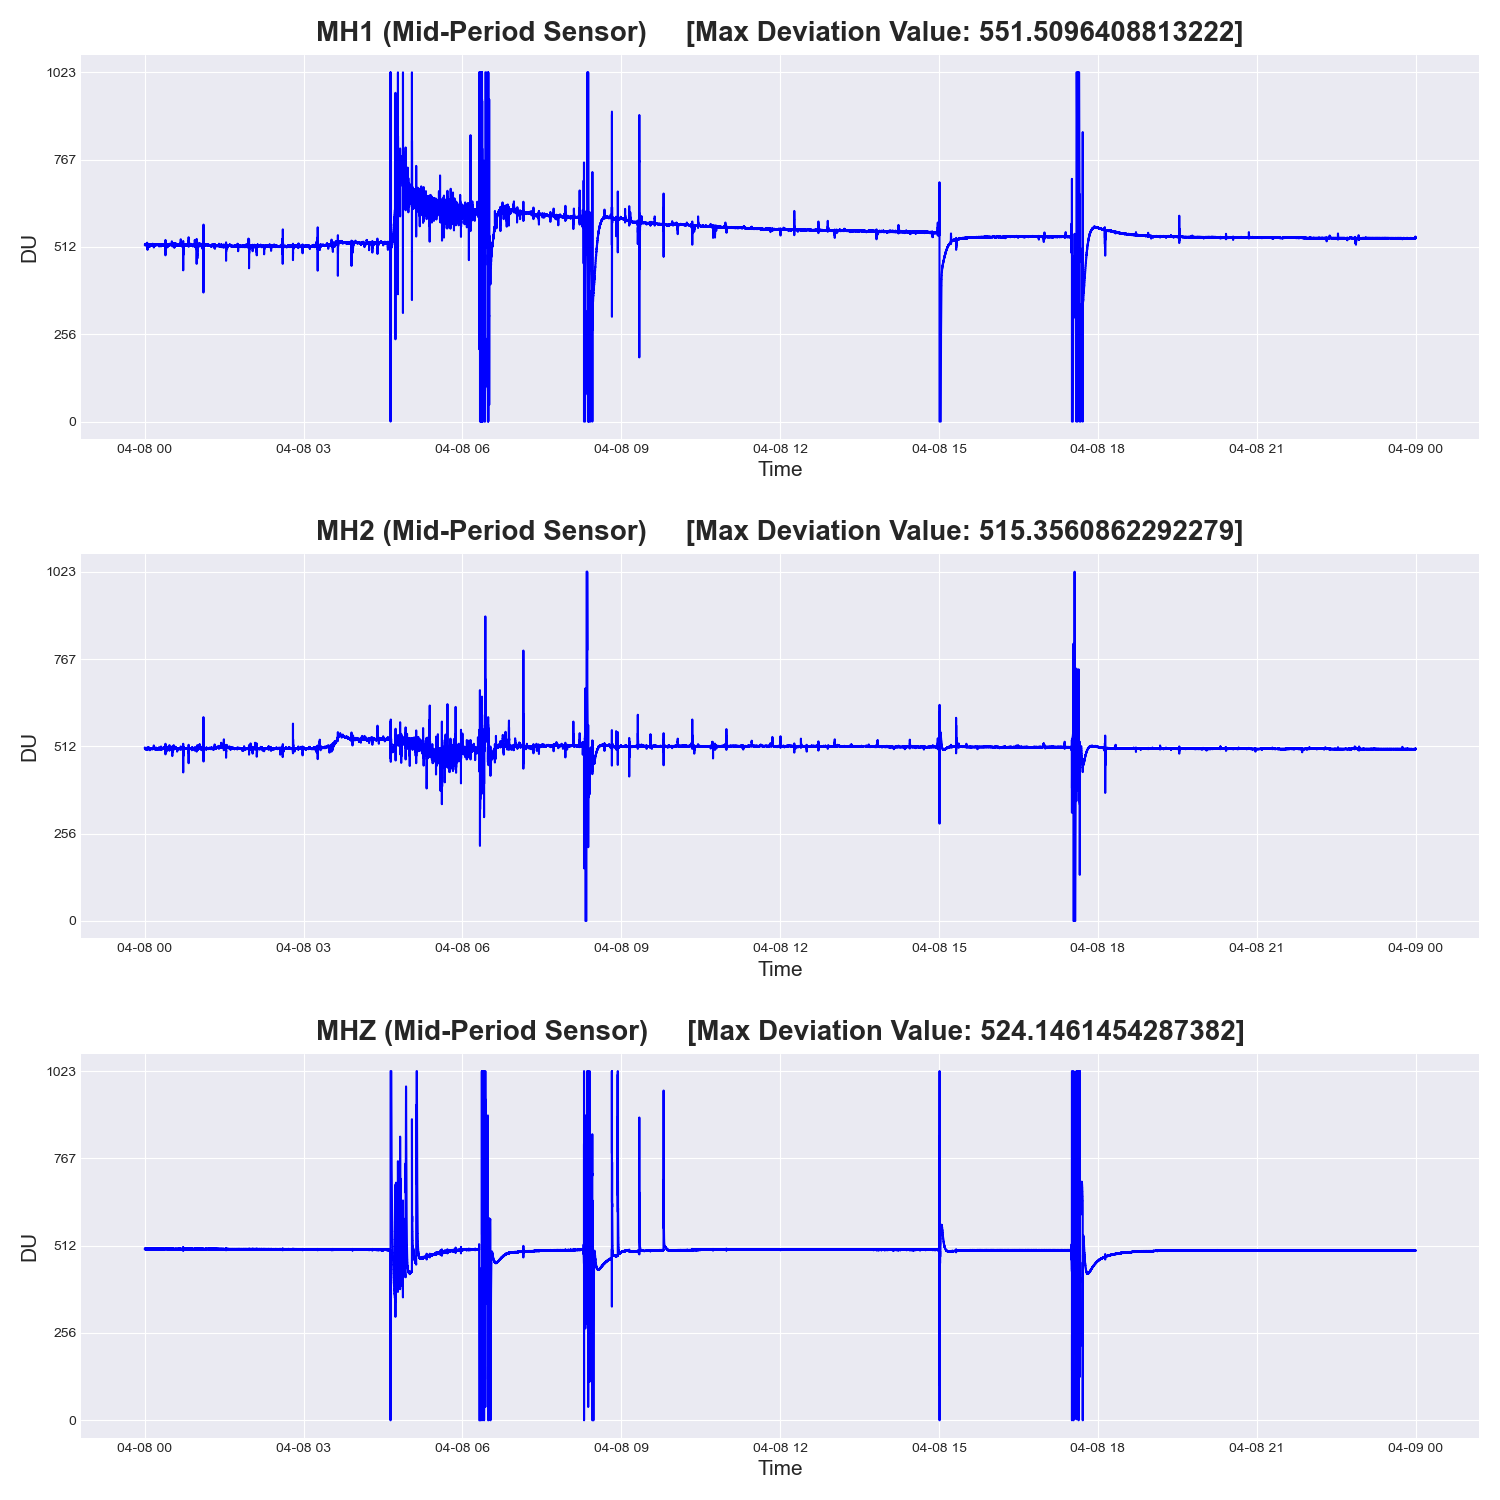 MH1 (Mid-Period Sensor) [Max Deviation Value: 551.5096408813222]
1023
767
512
256
0
DU
04-08 00 04-08 03 04-08 06 04-08 09 04-08 12 04-08 15 04-08 18 04-08 21 04-09 00
Time
MH2 (Mid-Period Sensor) [Max Deviation Value: 515.3560862292279]
1023
767
512
256
0
DU
04-08 00 04-08 03 04-08 06 04-08 09 04-08 12 04-08 15 04-08 18 04-08 21 04-09 00
Time
MHZ (Mid-Period Sensor) [Max Deviation Value: 524.1461454287382]
1023
767
512
256
0
DU
04-08 00 04-08 03 04-08 06 04-08 09 04-08 12 04-08 15 04-08 18 04-08 21 04-09 00
Time